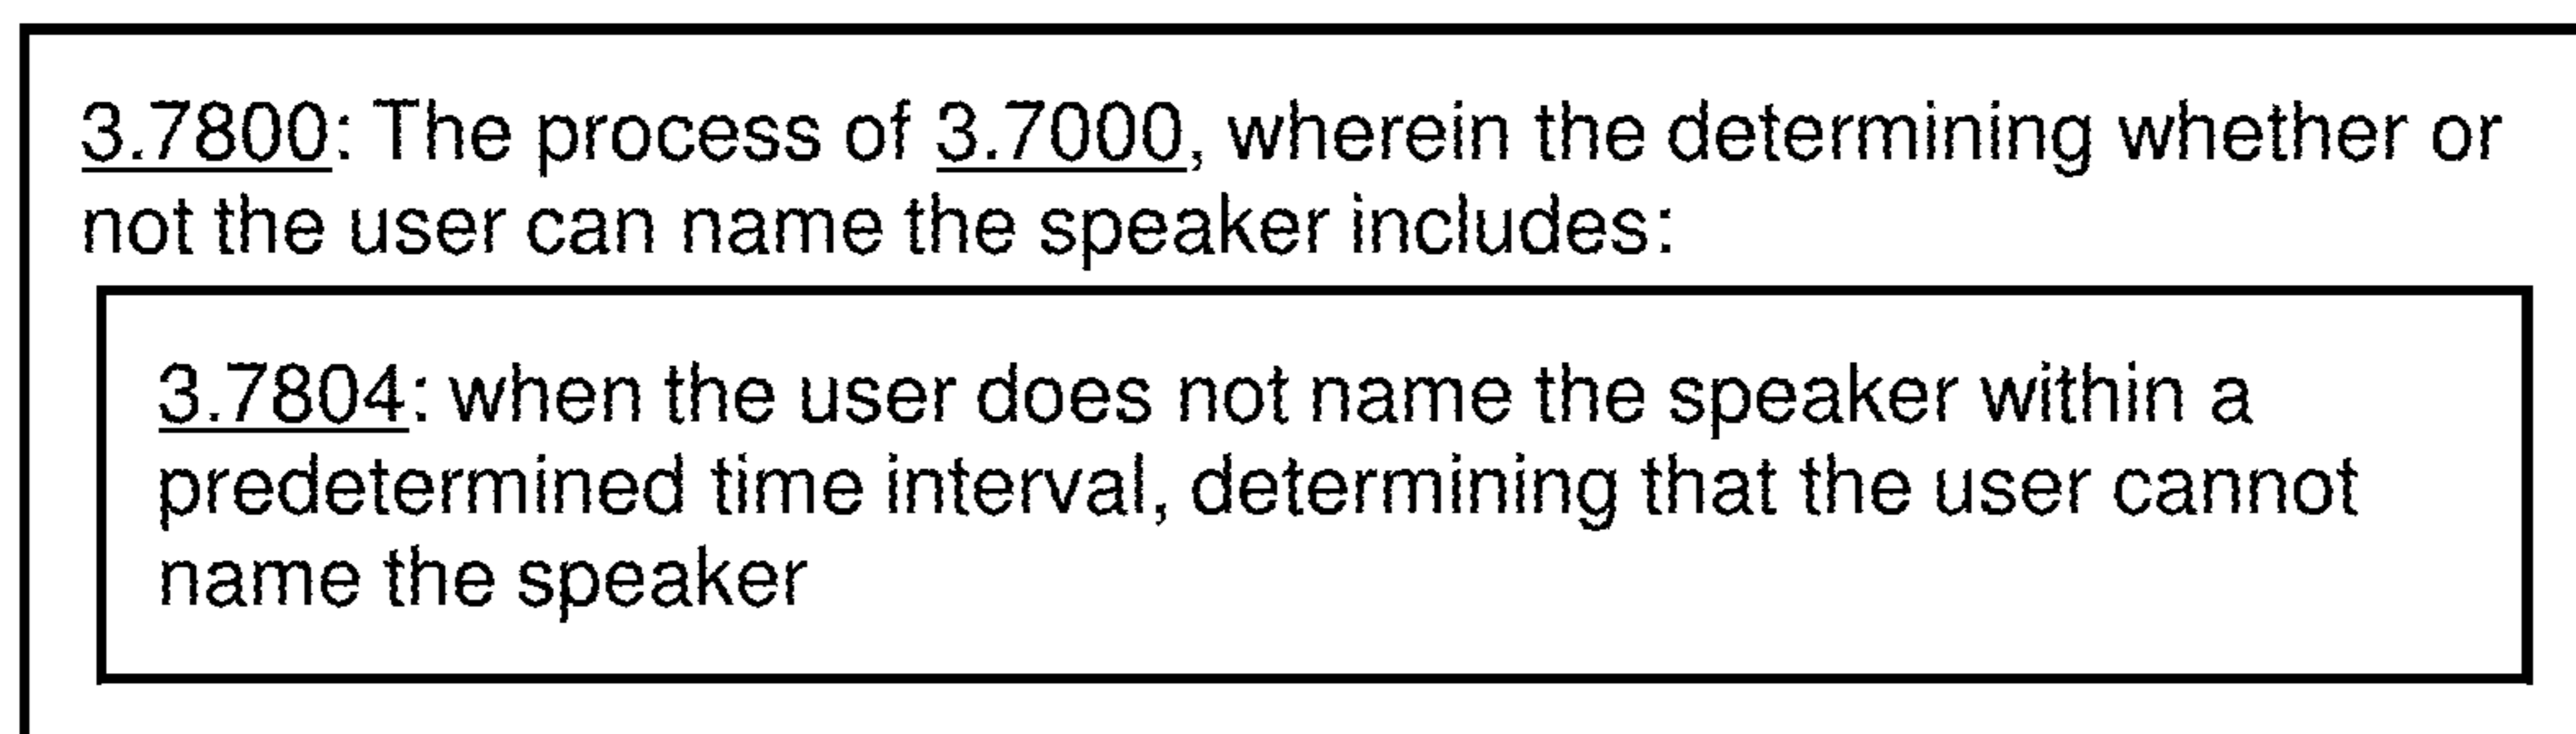 3.7800: The process of 3.7000, wherein the determining whether or
not the user can name the speaker includes:
3.7804: when the user does not name the speaker within a
predetermined time interval, determining that the user cannot
name the speaker